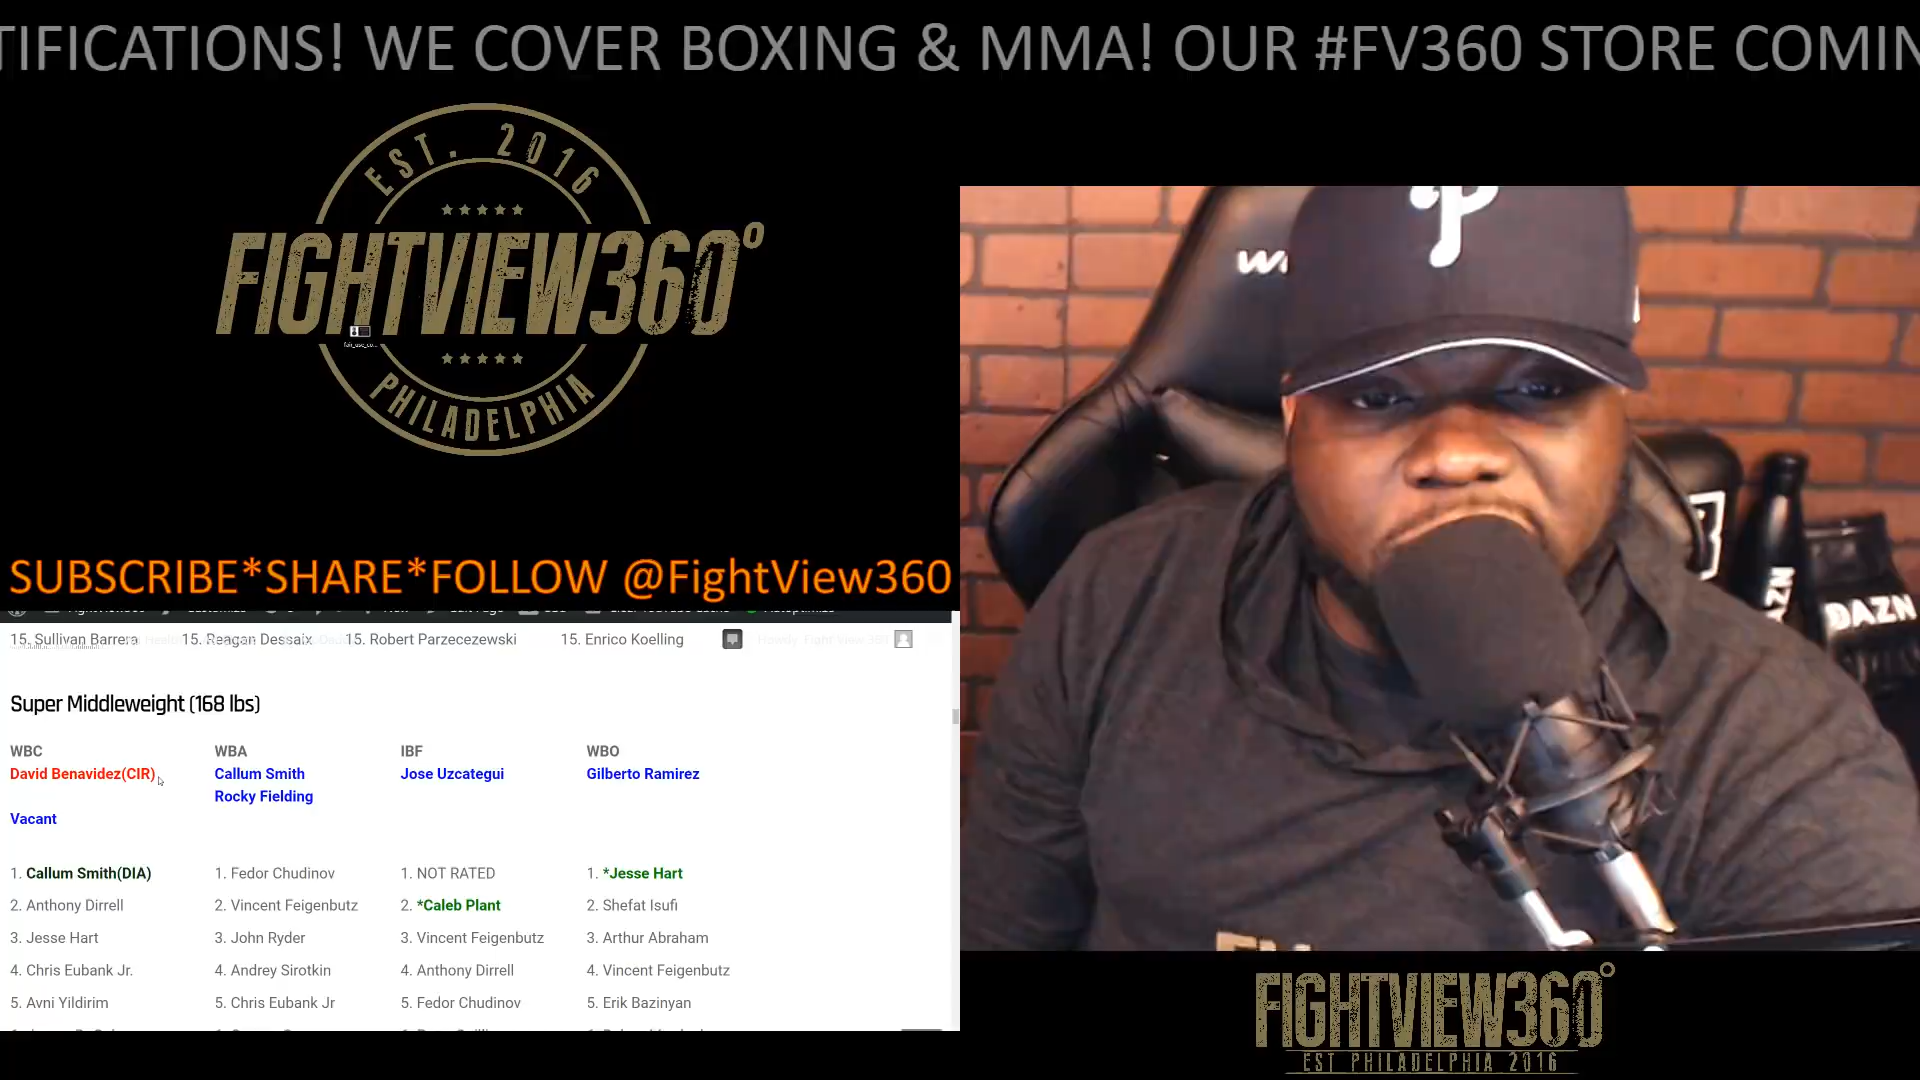 TIFICATIONS! WE COVER BOXING & MMA! OUR #FV360 STORE COMIN
EST. 2016
FIGHTVIEW360°
PHILADELPHIA
SUBSCRIBE*SHARE*FOLLOW @FightView360
15. Sullivan Barrera 15. Reagan Dessaix 15. Robert Parzecezewski 15. Enrico Koelling
Super Middleweight (168 lbs)
WBC WBA IBF WBO
David Benavidez(CIR) Callum Smith Jose Uzcategui Gilberto Ramirez
Rocky Fielding
Vacant
1. Callum Smith(DIA) 1. Fedor Chudinov 1. NOT RATED 1. *Jesse Hart
2. Anthony Dirrell 2. Vincent Feigenbutz 2. *Caleb Plant 2. Shefat Isufi
3. Jesse Hart 3. John Ryder 3. Vincent Feigenbutz 3. Arthur Abraham
4. Chris Eubank Jr. 4. Andrey Sirotkin 4. Anthony Dirrell 4. Vincent Feigenbutz
5. Avni Yildirim 5. Chris Eubank Jr 5. Fedor Chudinov 5. Erik Bazinyan
P
DAZN
FIGHTVIEW360°
EST PHILADELPHIA 2016